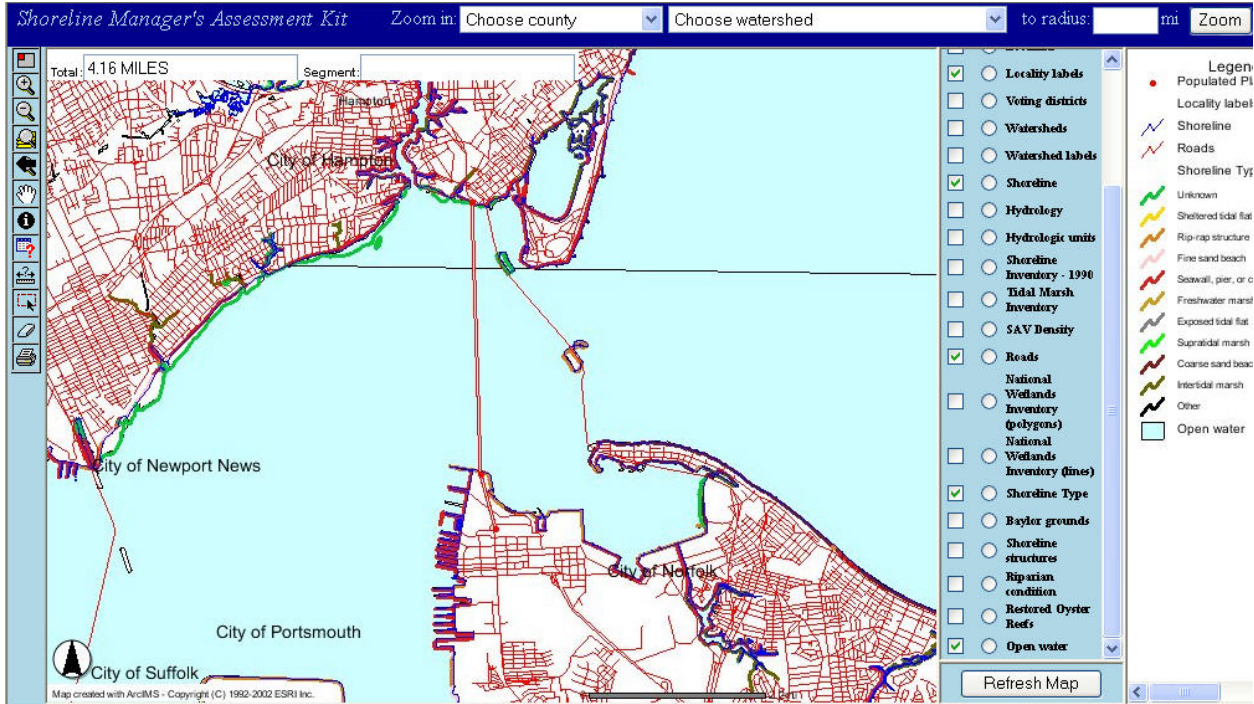 Shoreline Manager's Assessment Kit
Zoom in: Choose county Choose watershed to radius: mi Zoom
Total: 4.16 MILES Segment:
Hampton
City of Hampton
City of Newport News
City of Norfolk
City of Portsmouth
City of Suffolk
Map created with ArcIMS - Copyright (C) 1992-2002 ESRI Inc.
Locality labels
Voting districts
Watersheds
Watershed labels
Shoreline
Hydrology
Hydrologic units
Shoreline
Inventory - 1990
Tidal Marsh
Inventory
SAV Density
Roads
National
Wetlands
Inventory
(polygons)
National
Wetlands
Inventory (lines)
Shoreline Type
Baylor grounds
Shoreline
structures
Riparian
condition
Restored Oyster
Reefs
Open water
Refresh Map
Legen
Populated Pl
Locality label
Shoreline
Roads
Shoreline Typ
Unknown
Sheltered tidal flat
Rip-rap structure
Fine sand beach
Seawall, pier, or c
Freshwater marsh
Exposed tidal flat
Supratidal marsh
Coarse sand beac
Intertidal marsh
Other
Open water